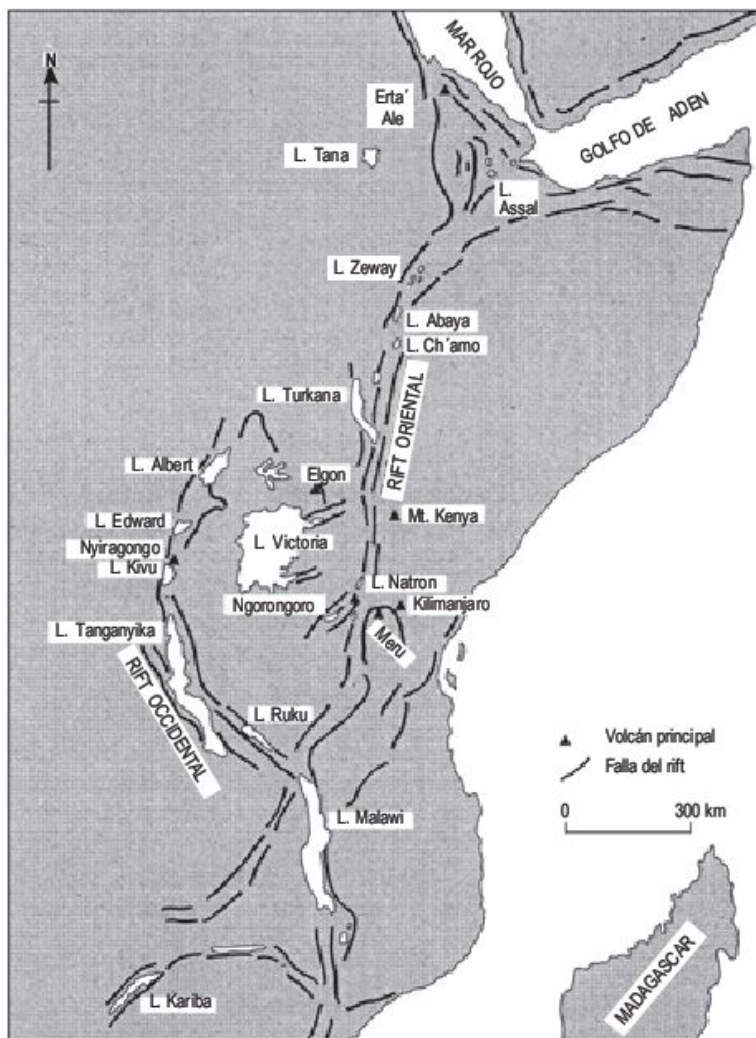 N
MAR ROJO
Erta´
Ale
GOLFO DE ADEN
L. Tana
L.
Assal
L. Zeway
L. Abaya
L. Ch´amo
L. Turkana
RIFT ORIENTAL
L. Albert
Elgon
L. Edward
Mt. Kenya
L. Victoria
Nyiragongo
L. Kivu
L. Natron
Ngorongoro
Kilimanjaro
Meru
L. Tanganyika
RIFT OCCIDENTAL
L. Ruku
Volcán principal
Falla del rift
0 300 km
L. Malawi
MADAGASCAR
L. Kariba